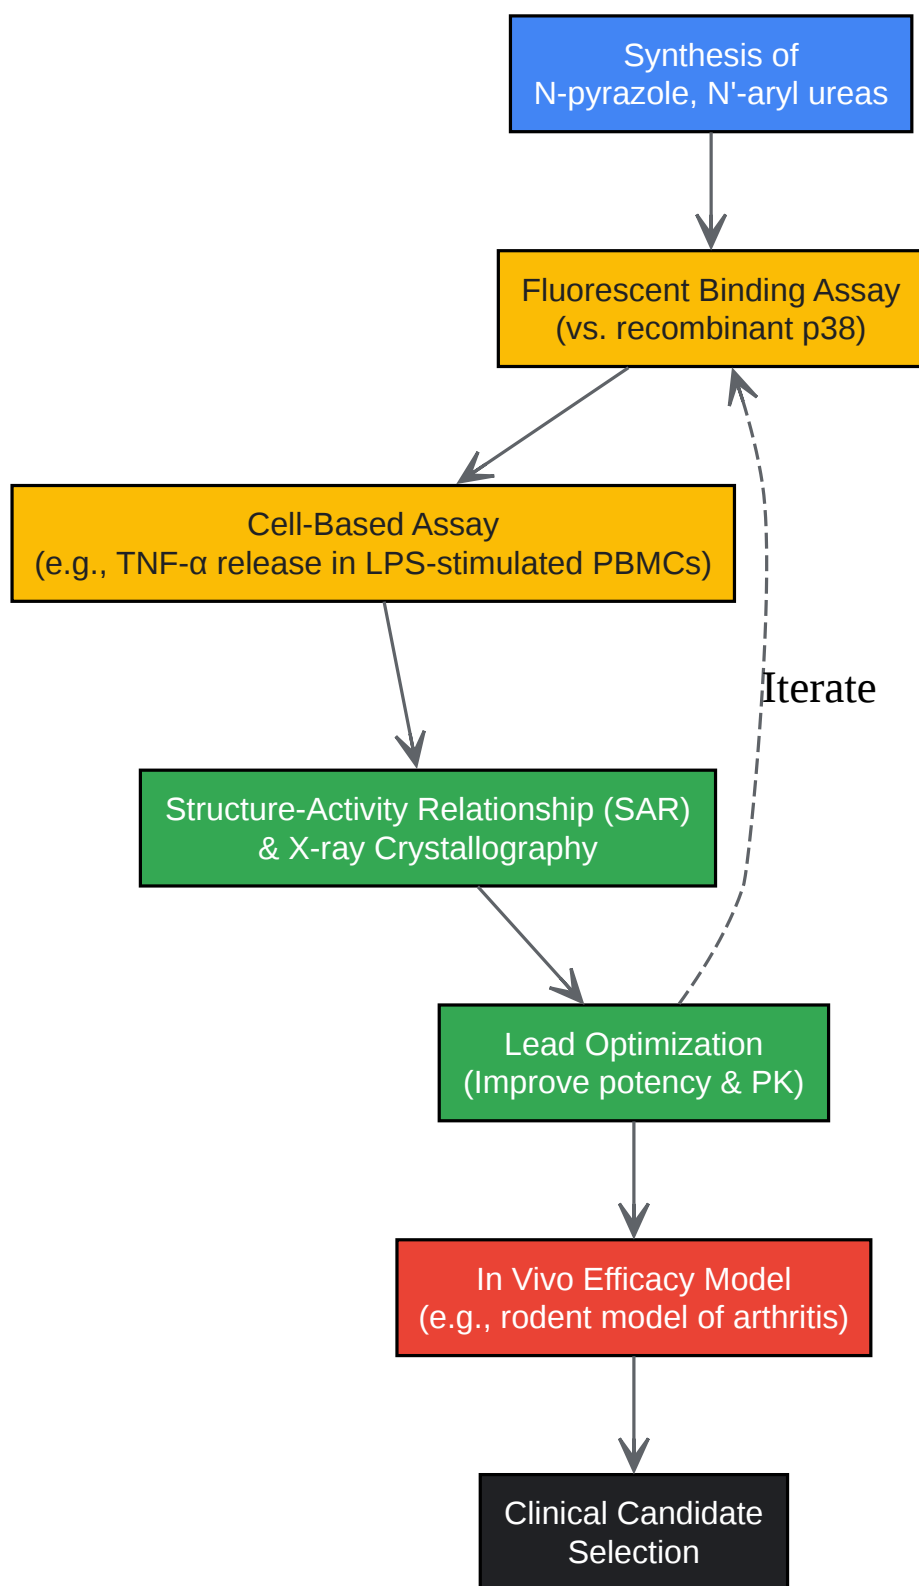 Synthesis of
N-pyrazole, N'-aryl ureas
Fluorescent Binding Assay
(vs. recombinant p38)
Cell-Based Assay
(e.g., TNF-α release in LPS-stimulated PBMCs)
Iterate
Structure-Activity Relationship (SAR)
& X-ray Crystallography
Lead Optimization
(Improve potency & PK)
In Vivo Efficacy Model
(e.g., rodent model of arthritis)
Clinical Candidate
Selection